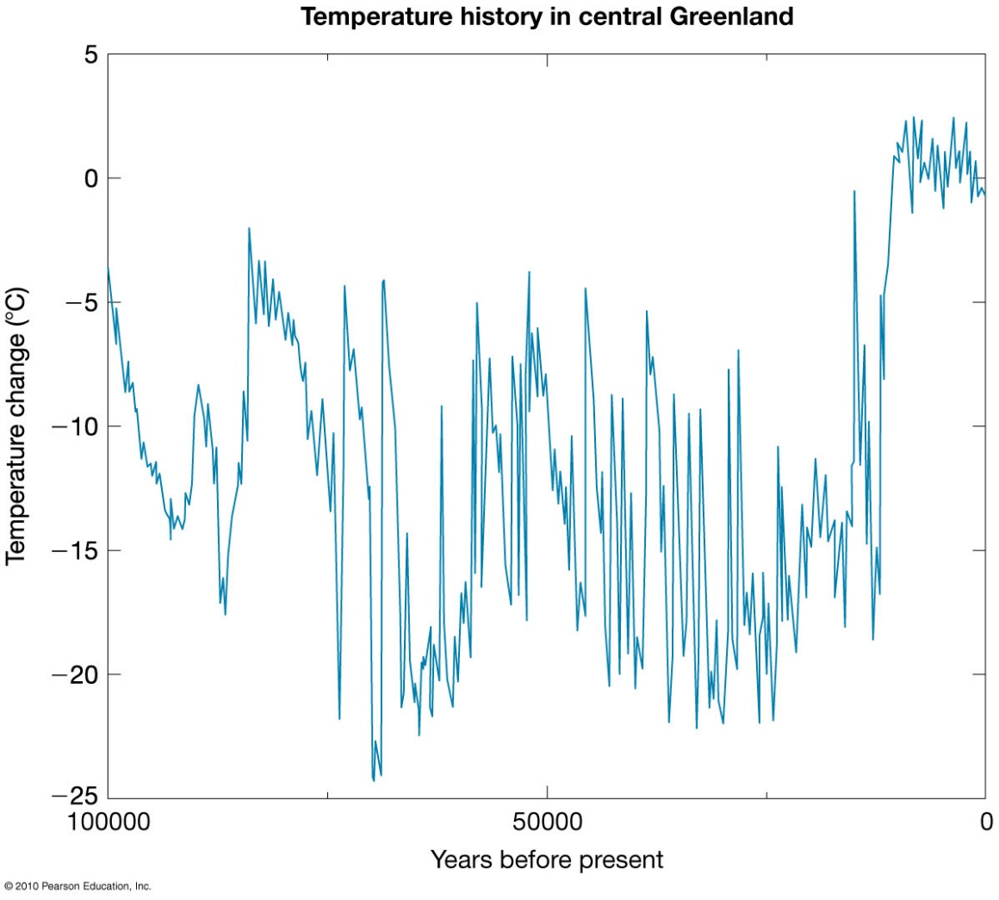 Temperature history in central Greenland
5
0
−5
−10
−15
−20
−25
Temperature change (°C)
100000
50000
0
Years before present
© 2010 Pearson Education, Inc.